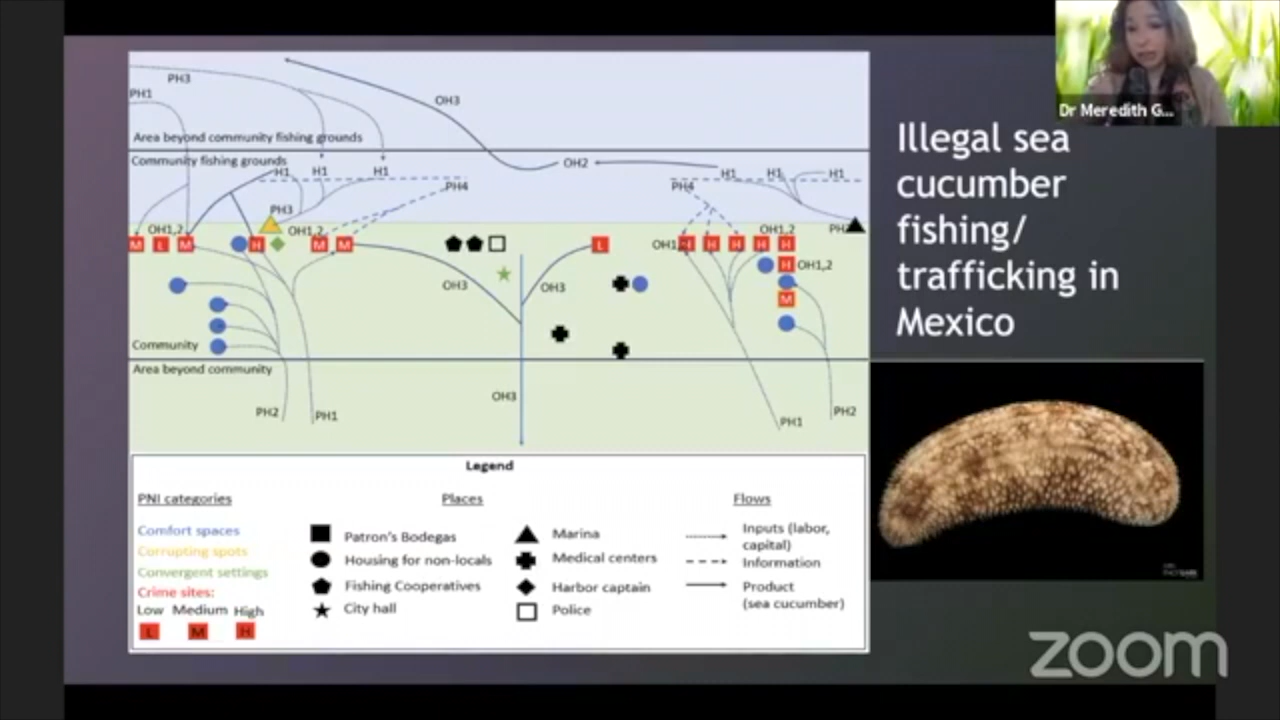 Dr Meredith G...
Illegal sea
cucumber
fishing/
trafficking in
Mexico
PH3
PH1
OH3
Area beyond community fishing grounds
Community fishing grounds
OH2
H1
H1
H1
H1
H1
H1
PH4
PH4
PH3
OH1,2
OH1,2
OH1,2
M
L
M
H
M
M
L
H
H
H
H
H
OH1,2
M
OH3
OH3
Community
Area beyond community
OH3
PH2
PH1
PH1
PH2
Legend
PNI categories
Places
Flows
Comfort spaces
Corrupting spots
Convergent settings
Crime sites:
Low Medium High
L M H
Patron's Bodegas
Housing for non-locals
Fishing Cooperatives
City hall
Marina
Medical centers
Harbor captain
Police
Inputs (labor,
capital)
Information
Product
(sea cucumber)
zoom